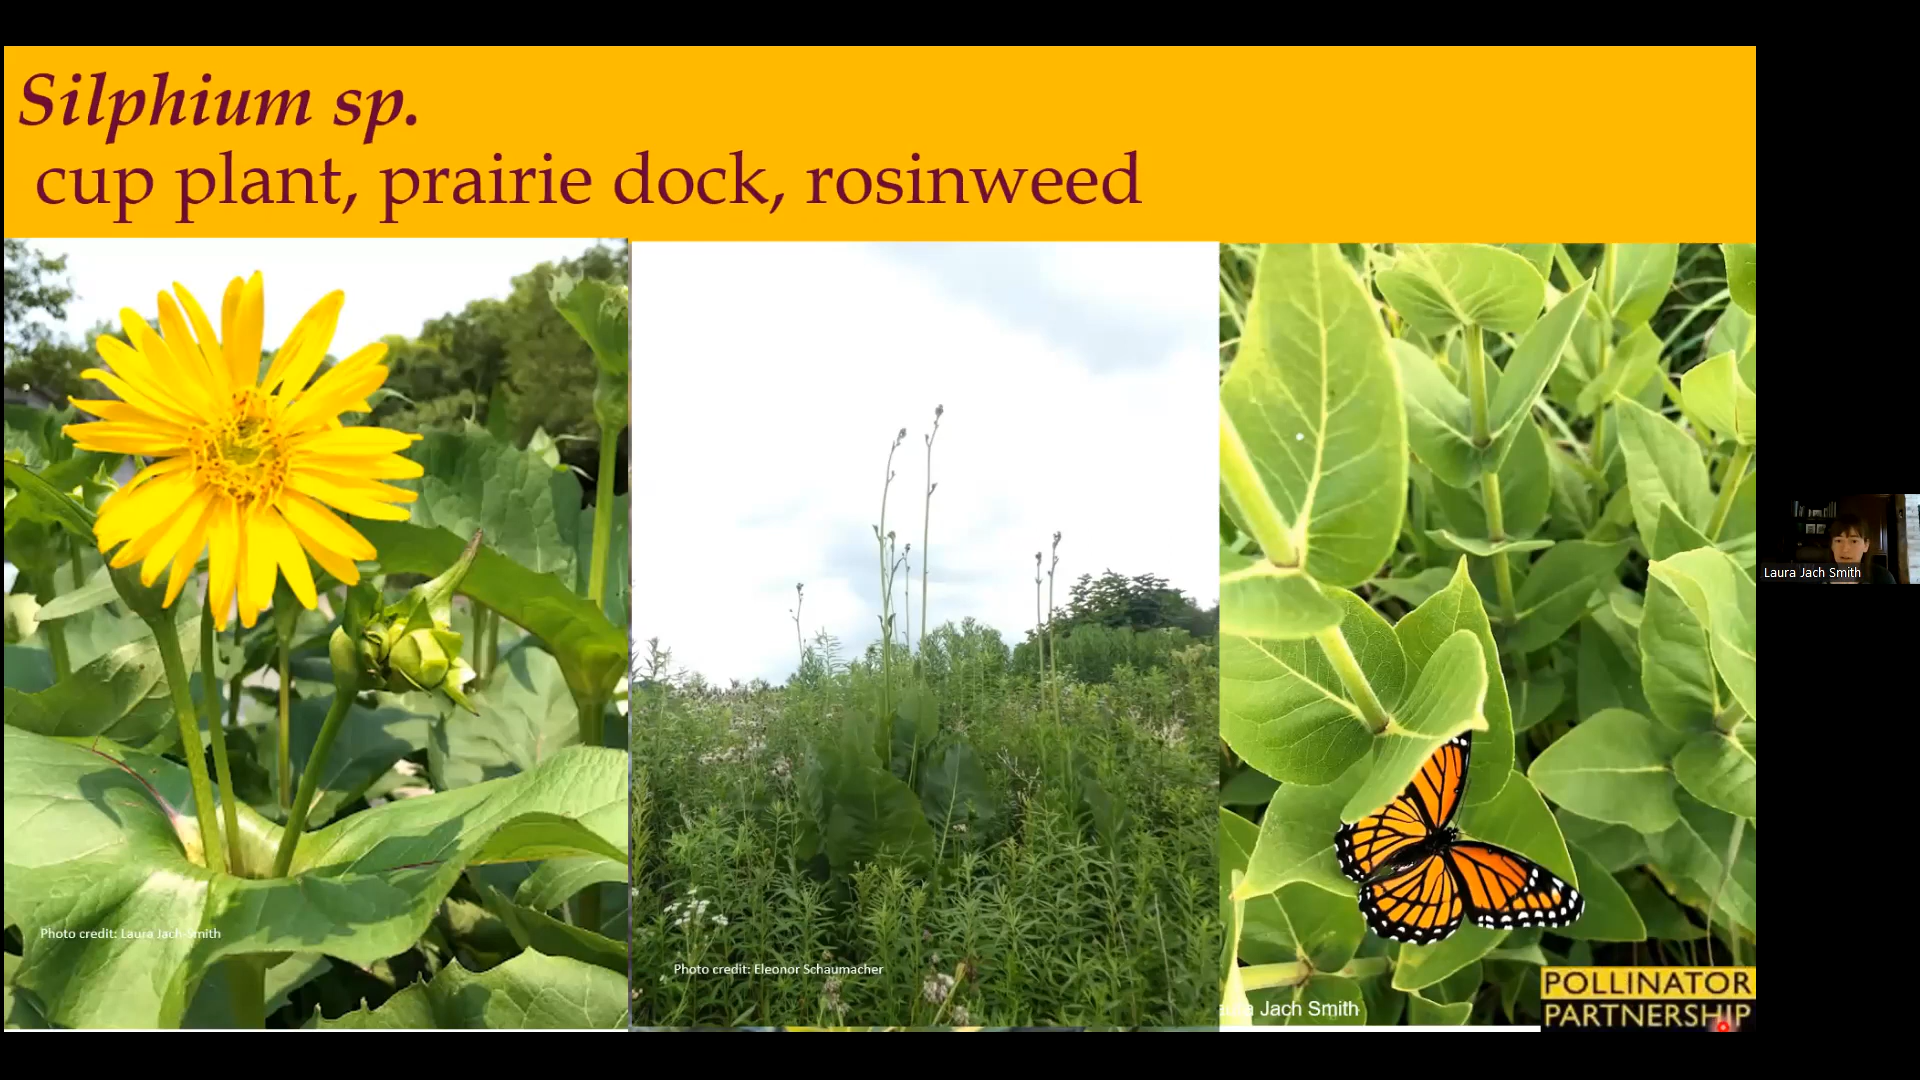 Silphium sp.
cup plant, prairie dock, rosinweed
Photo credit: Laura Jach Smith
Photo credit: Eleonor Schaumacher
Jach Smith
POLLINATOR
PARTNERSHIP
Laura Jach Smith